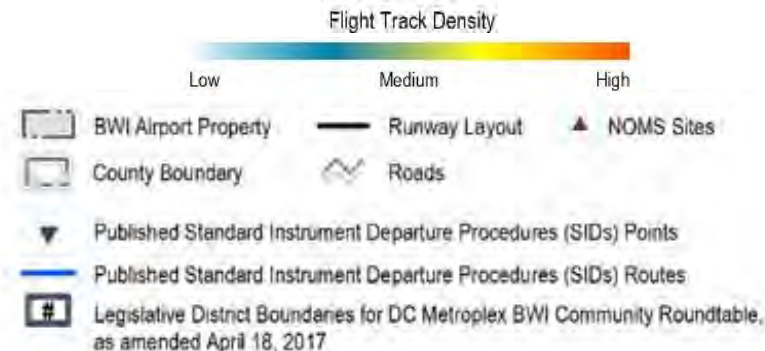 Flight Track Density
Low Medium High
BWI Airport Property Runway Layout NOMS Sites
County Boundary Roads
Published Standard Instrument Departure Procedures (SIDs) Points
Published Standard Instrument Departure Procedures (SIDs) Routes
# Legislative District Boundaries for DC Metroplex BWI Community Roundtable,
as amended April 18, 2017